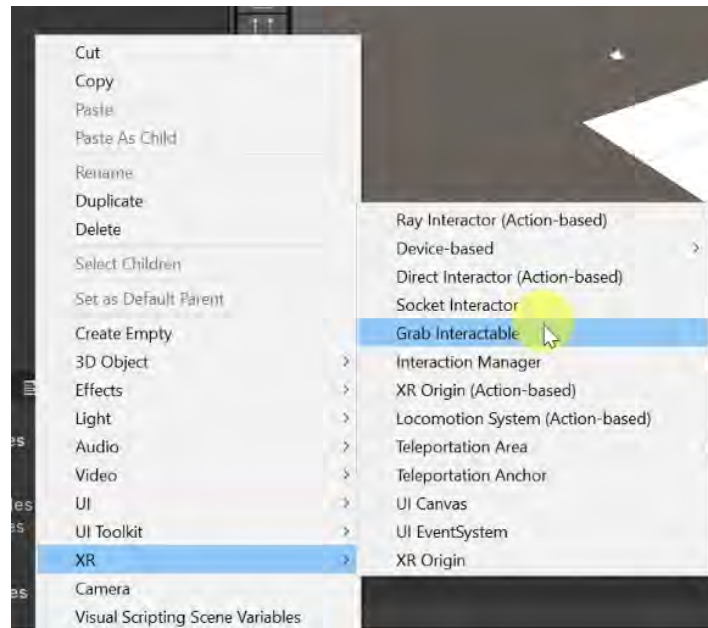 Cut
Copy
Paste
Paste As Child
Rename
Duplicate
Delete
Select Children
Set as Default Parent
Create Empty
3D Object
Effects
Light
Audio
Video
UI
UI Toolkit
XR
Camera
Visual Scripting Scene Variables
Ray Interactor (Action-based)
Device-based
Direct Interactor (Action-based)
Socket Interactor
Grab Interactable
Interaction Manager
XR Origin (Action-based)
Locomotion System (Action-based)
Teleportation Area
Teleportation Anchor
UI Canvas
UI EventSystem
XR Origin